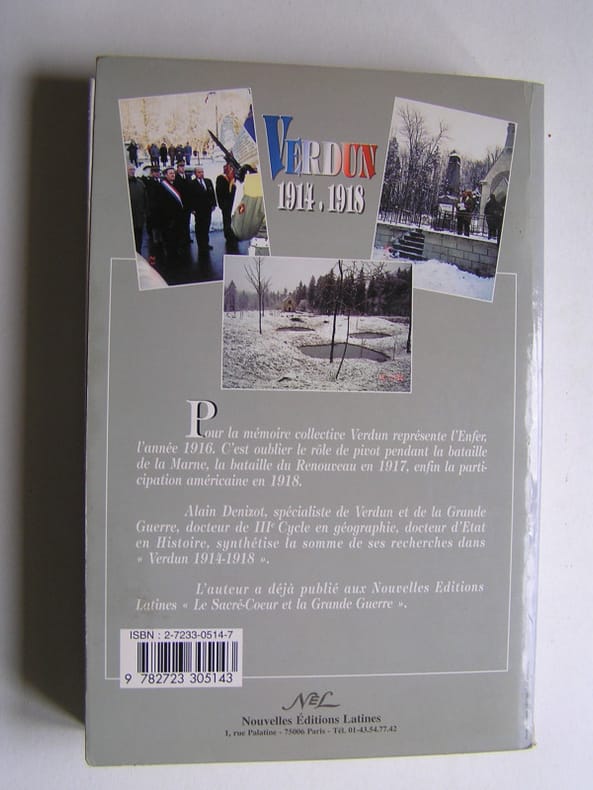 VERDUN
1914.1918
Pour la mémoire collective Verdun représente l'Enfer,
l'année 1916. C'est oublier le rôle de pivot pendant la bataille
de la Marne, la bataille du Renouveau en 1917, enfin la parti-
cipation américaine en 1918.
Alain Denizot, spécialiste de Verdun et de la Grande
Guerre, docteur de IIIe Cycle en géographie, docteur d'Etat
en Histoire, synthétise la somme de ses recherches dans
« Verdun 1914-1918 ».
L'auteur a déjà publié aux Nouvelles Editions
Latines « Le Sacré-Coeur et la Grande Guerre ».
ISBN : 2-7233-0514-7
9 782723 305143
NEL
Nouvelles Éditions Latines
1, rue Palatine - 75006 Paris - Tél. 01-43.54.77.42